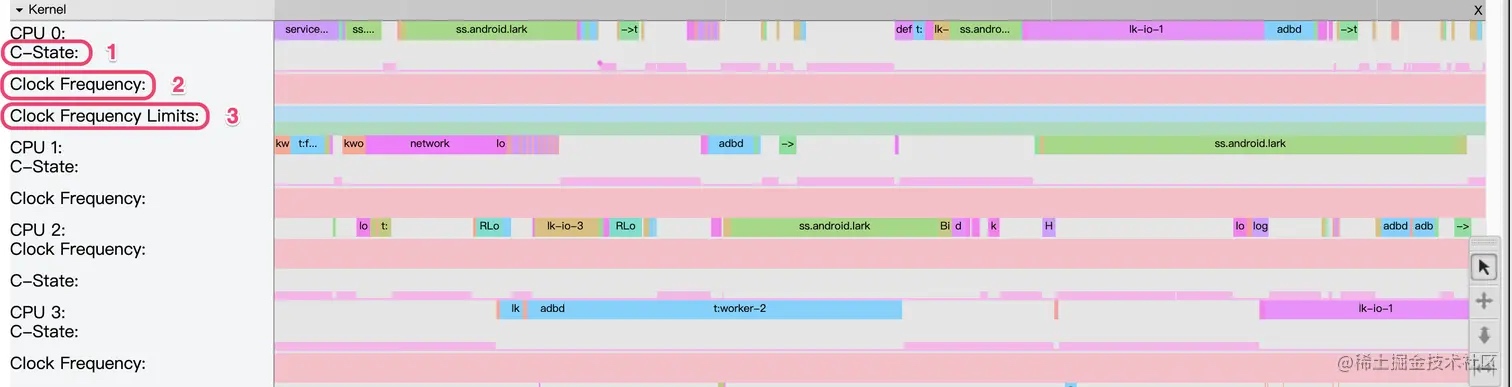 Kernel X
CPU 0: service... ss.... ss.android.lark ->t def t: lk- ss.andro... lk-io-1 adbd ->t
C-State: 1
Clock Frequency: 2
Clock Frequency Limits: 3
CPU 1: kw t:f... kwo network lo adbd -> ss.android.lark
C-State:
Clock Frequency:
CPU 2: lo t: RLo lk-io-3 RLo ss.android.lark Bi d k H lo log adbd adb ->
Clock Frequency:
C-State:
CPU 3: lk adbd t:worker-2 lk-io-1
C-State:
Clock Frequency:
@稀土掘金技术社区